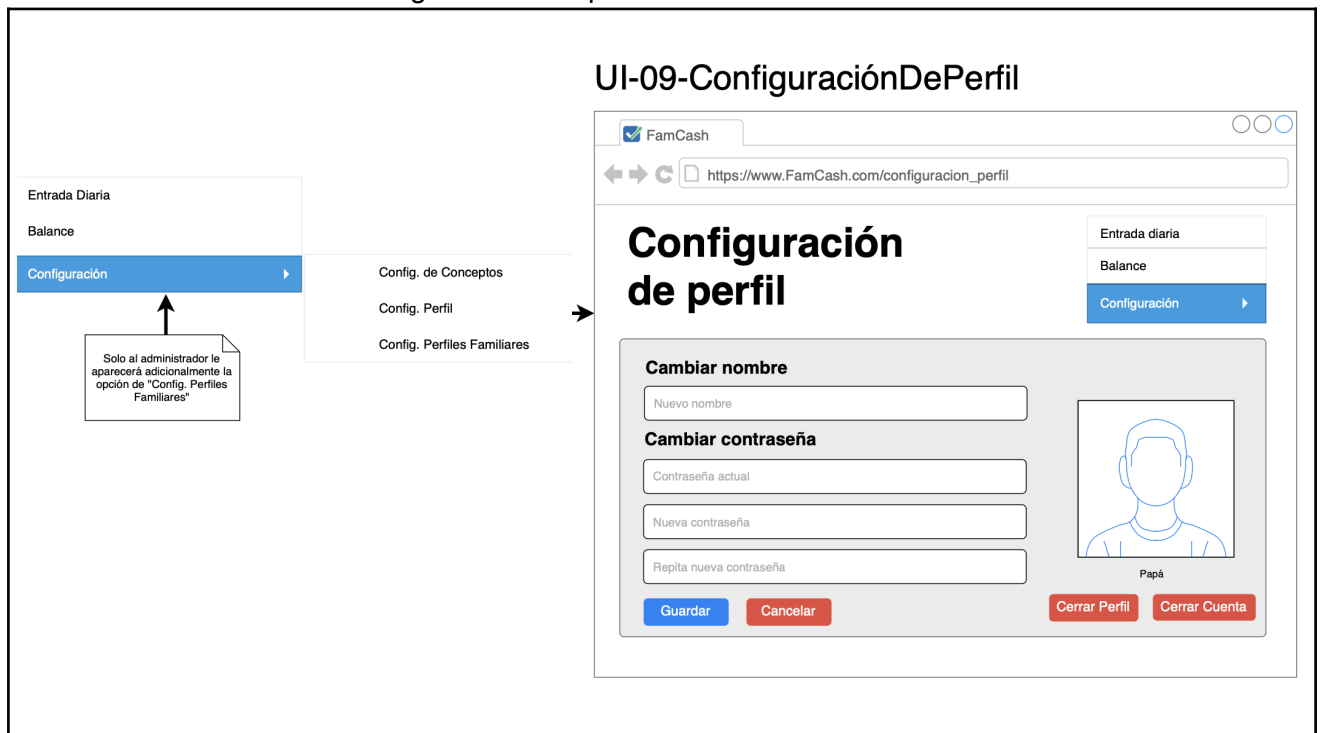 UI-09-ConfiguraciónDePerfil
Entrada Diaria
Balance
Configuración
Config. de Conceptos
Config. Perfil
Config. Perfiles Familiares
Solo al administrador le
aparecerá adicionalmente la
opción de "Config. Perfiles
Familiares"
FamCash
https://www.FamCash.com/configuracion_perfil
Configuración
de perfil
Entrada diaria
Balance
Configuración
Cambiar nombre
Nuevo nombre
Cambiar contraseña
Contraseña actual
Nueva contraseña
Repita nueva contraseña
Guardar
Cancelar
Papá
Cerrar Perfil
Cerrar Cuenta